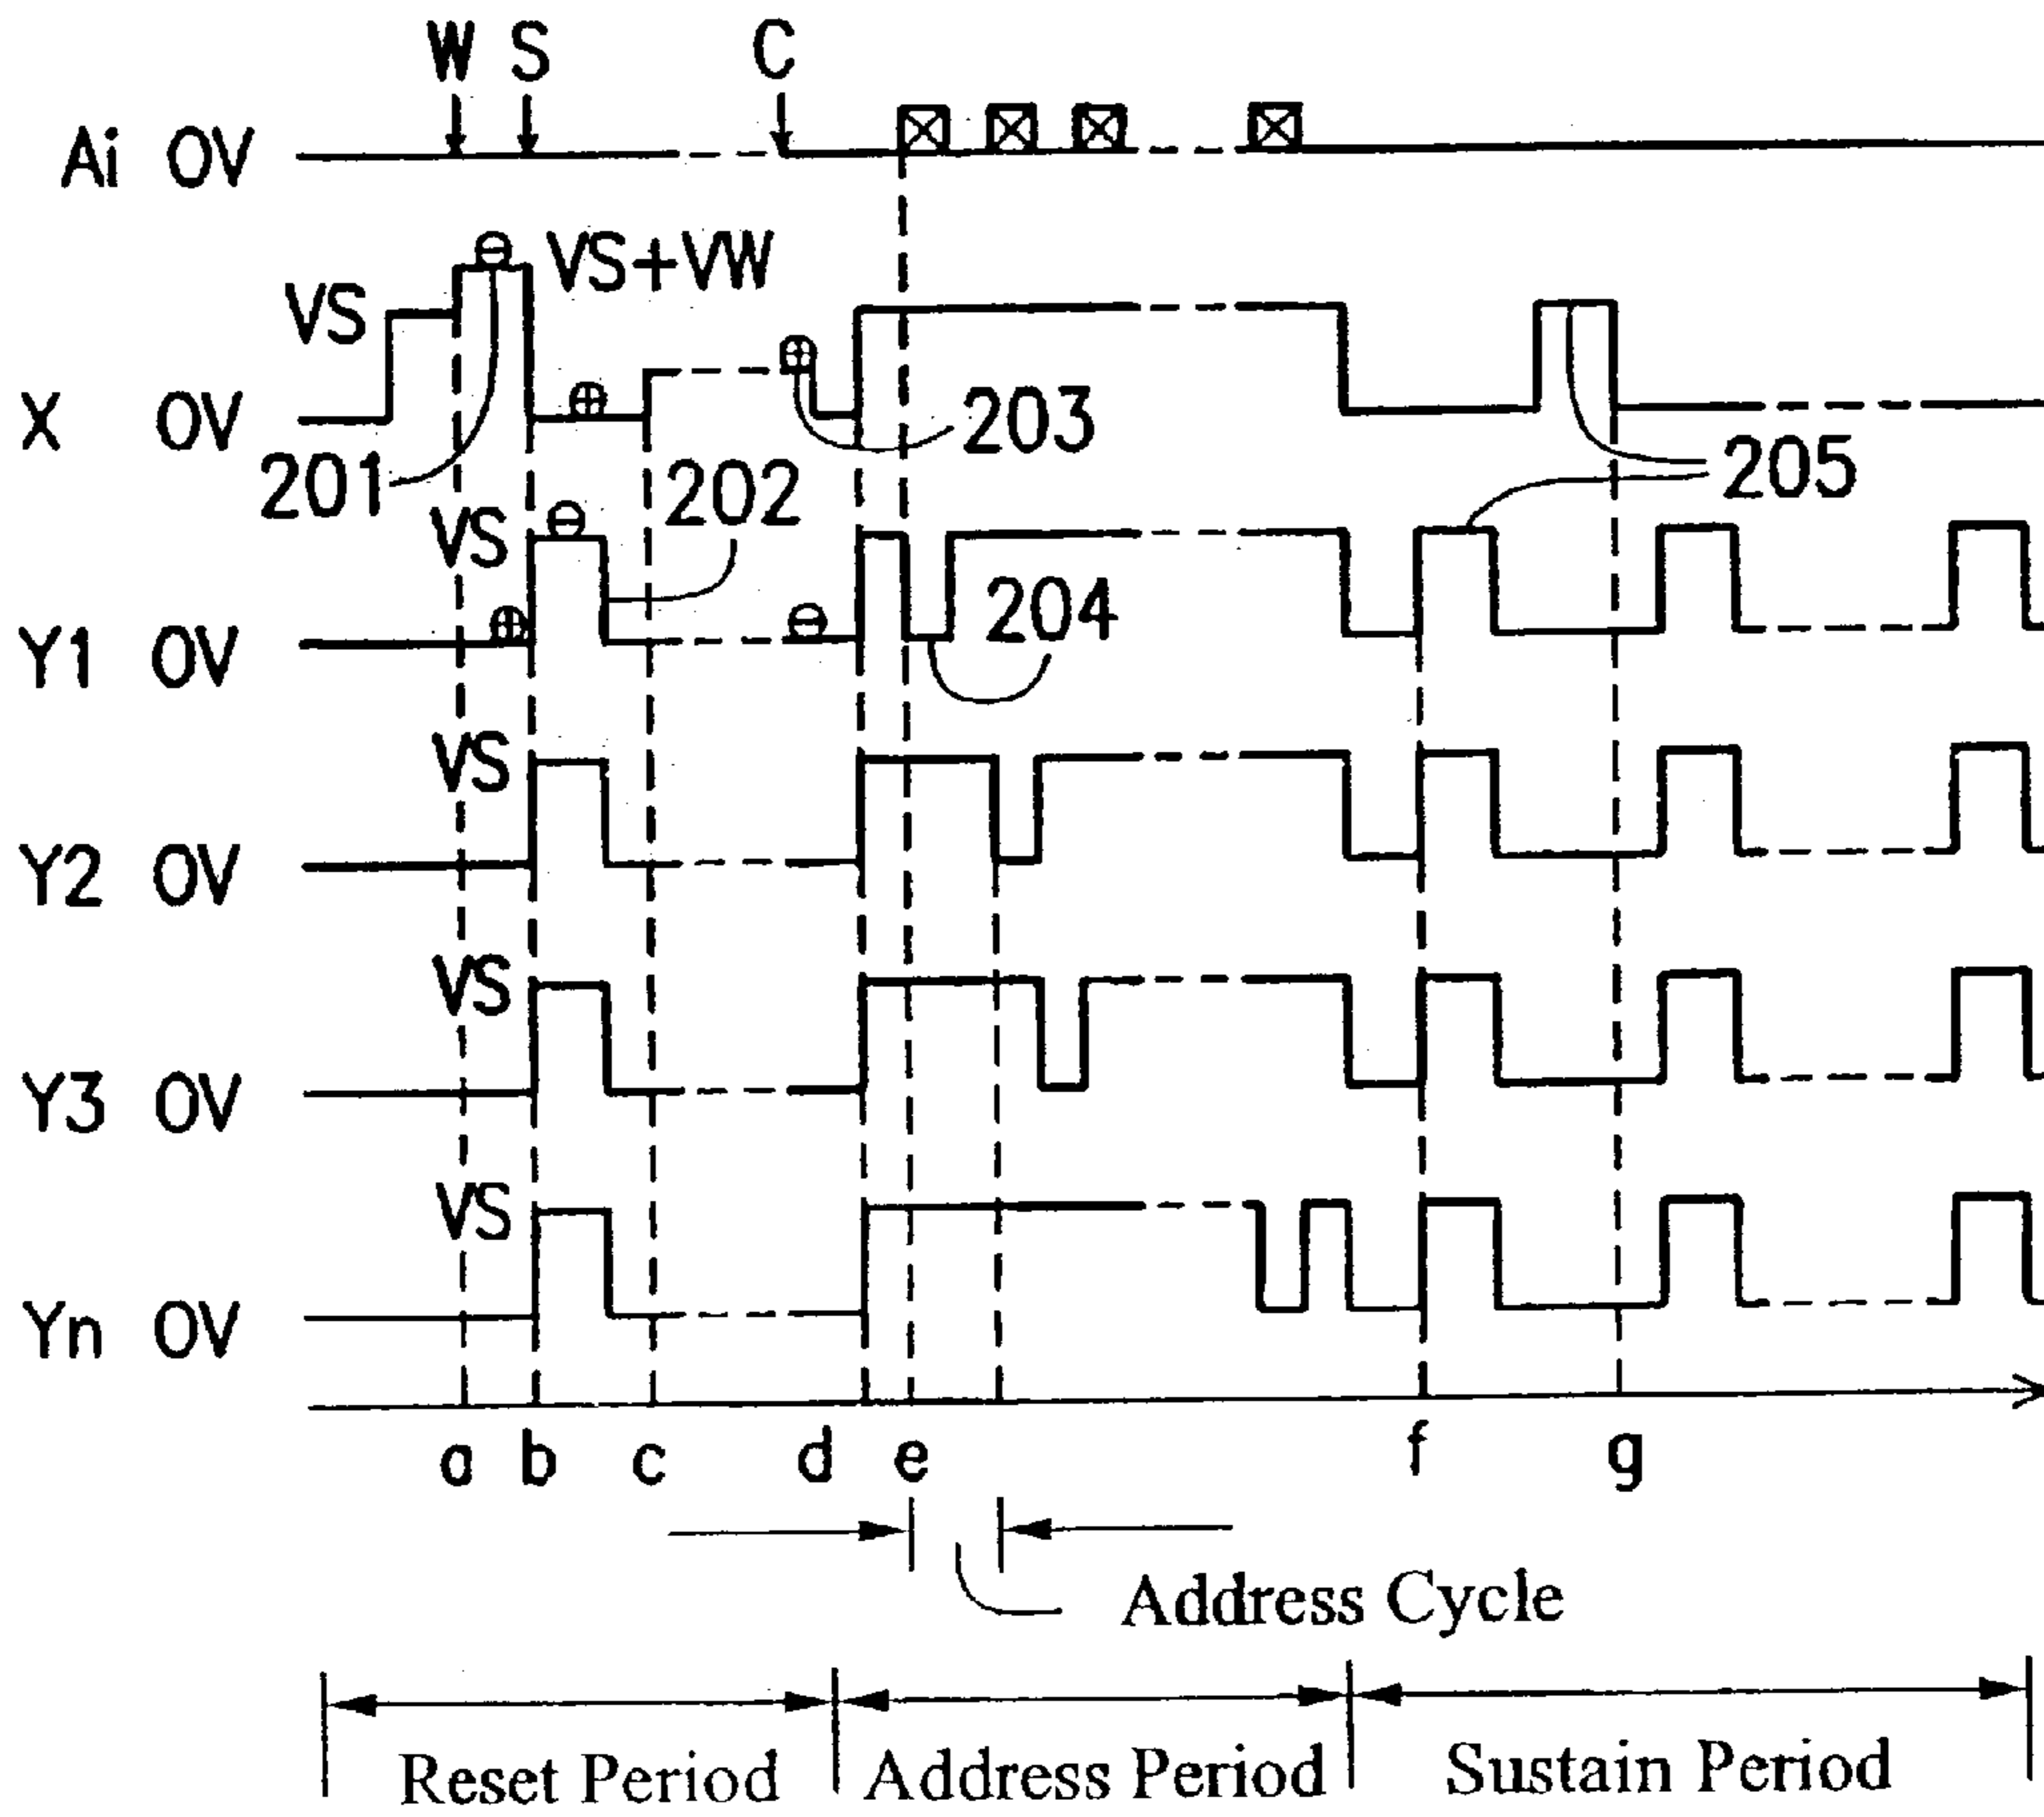 W S C
Ai 0V
VS VS+VW
X 0V
203
201 202 205
VS
204
Y1 0V
VS
Y2 0V
VS
Y3 0V
VS
Yn 0V
a b c d e f g
Address Cycle
Reset Period Address Period Sustain Period